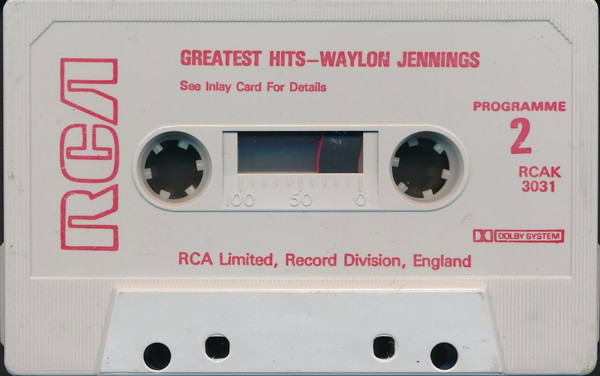 RCA
GREATEST HITS–WAYLON JENNINGS
See Inlay Card For Details
PROGRAMME
2
RCAK
3031
100 50 0
DOLBY SYSTEM
RCA Limited, Record Division, England